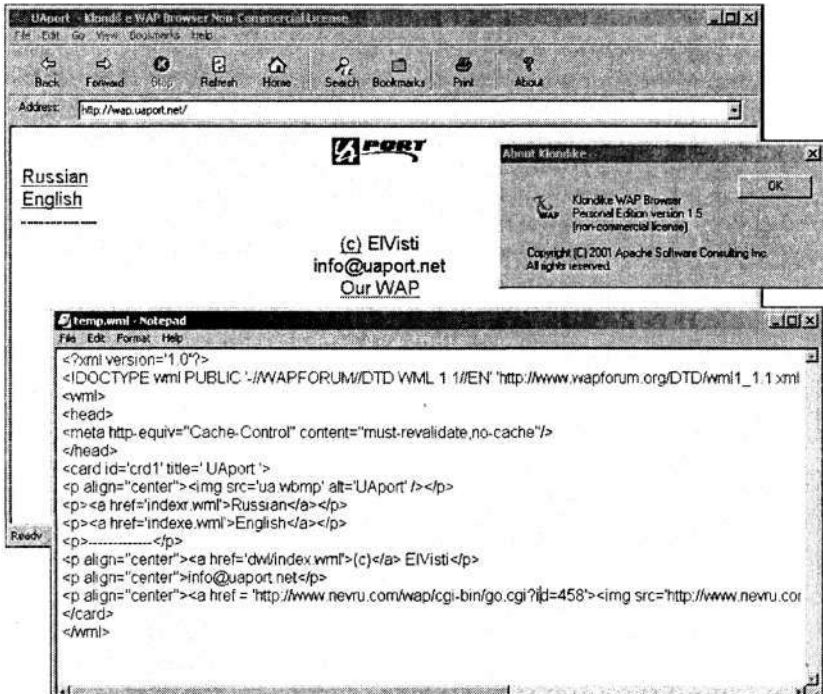 UAport - Klondike WAP Browser Non-Commercial License
File Edit Go View Bookmarks Help
Back Forward Stop Refresh Home Search Bookmarks Print About
Address: http://wap.uaport.net/
UAPORT
Russian
English
-------------
(c) ElVisti
info@uaport.net
Our WAP
About Klondike
OK
WAP
Klondike WAP Browser
Personal Edition version 1.5
(non-commercial license)
Copyright (C) 2001 Apache Software Consulting Inc.
All rights reserved.
temp.wml - Notepad
File Edit Format Help
<?xml version='1.0'?>
<!DOCTYPE wml PUBLIC '-//WAPFORUM//DTD WML 1.1//EN' 'http://www.wapforum.org/DTD/wml1_1.1.xml
<wml>
<head>
<meta http-equiv="Cache-Control" content="must-revalidate,no-cache"/>
</head>
<card id='crd1' title=' UAport '>
<p align="center"><img src='ua.wbmp' alt='UAport' /></p>
<p><a href='indexr.wml'>Russian</a></p>
<p><a href='indexe.wml'>English</a></p>
<p>-------------</p>
<p align="center"><a href='dwl/index.wml'>(c)</a> ElVisti</p>
<p align="center">info@uaport.net</p>
<p align="center"><a href = 'http://www.nevru.com/wap/cgi-bin/go.cgi?id=458'><img src='http://www.nevru.cor
</card>
</wml>
Ready